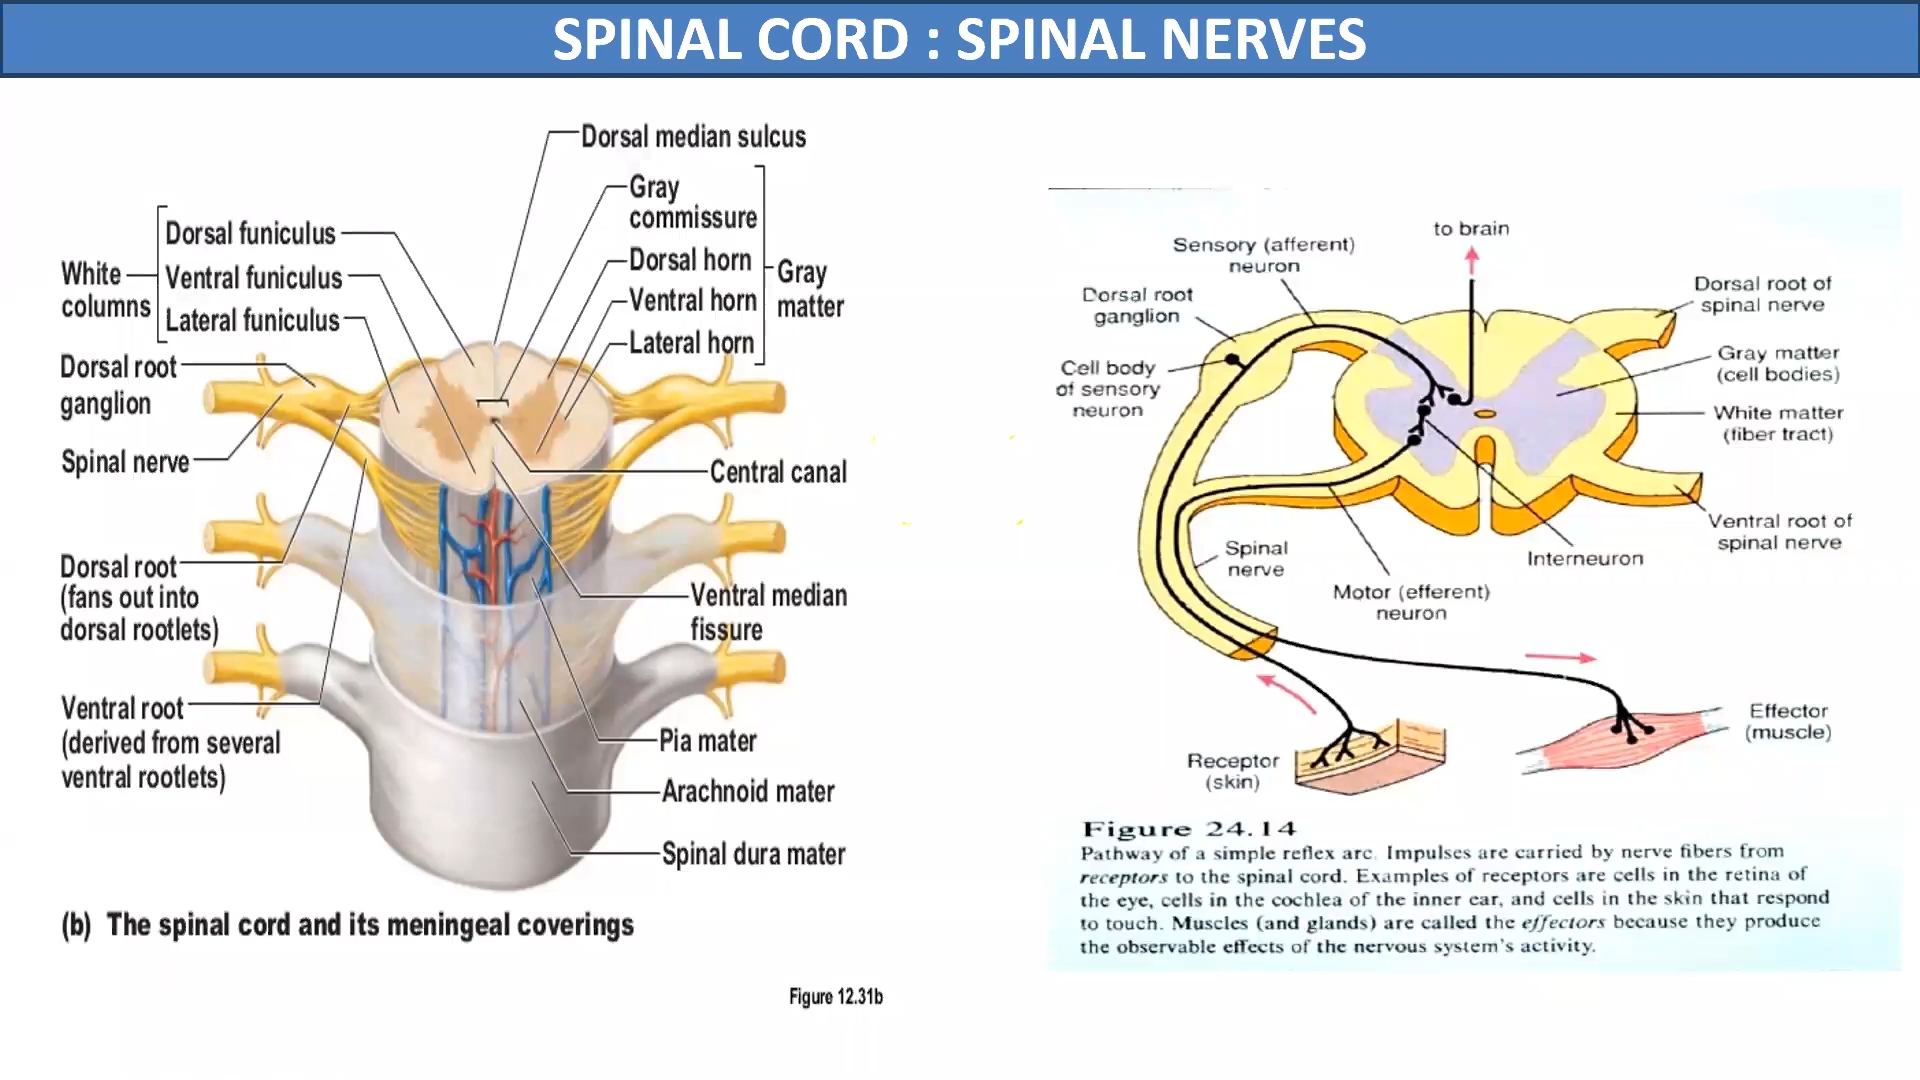 SPINAL CORD : SPINAL NERVES
Dorsal median sulcus
Gray
commissure
Dorsal horn
Ventral horn
Lateral horn
Gray
matter
White
columns
Dorsal funiculus
Ventral funiculus
Lateral funiculus
Dorsal root
ganglion
Spinal nerve
Central canal
Dorsal root
(fans out into
dorsal rootlets)
Ventral median
fissure
Ventral root
(derived from several
ventral rootlets)
Pia mater
Arachnoid mater
Spinal dura mater
(b) The spinal cord and its meningeal coverings
Figure 12.31b
to brain
Sensory (afferent)
neuron
Dorsal root
ganglion
Cell body
of sensory
neuron
Dorsal root of
spinal nerve
Gray matter
(cell bodies)
White matter
(fiber tract)
Ventral root of
spinal nerve
Interneuron
Spinal
nerve
Motor (efferent)
neuron
Receptor
(skin)
Effector
(muscle)
Figure 24.14
Pathway of a simple reflex arc. Impulses are carried by nerve fibers from
receptors to the spinal cord. Examples of receptors are cells in the retina of
the eye, cells in the cochlea of the inner ear, and cells in the skin that respond
to touch. Muscles (and glands) are called the effectors because they produce
the observable effects of the nervous system's activity.